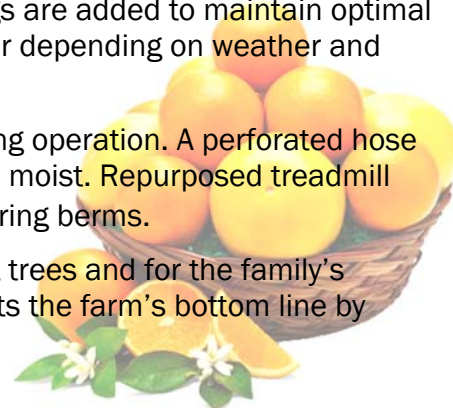 gs are added to maintain optimal
r depending on weather and
ng operation. A perforated hose
moist. Repurposed treadmill
ring berms.
trees and for the family's
ts the farm's bottom line by